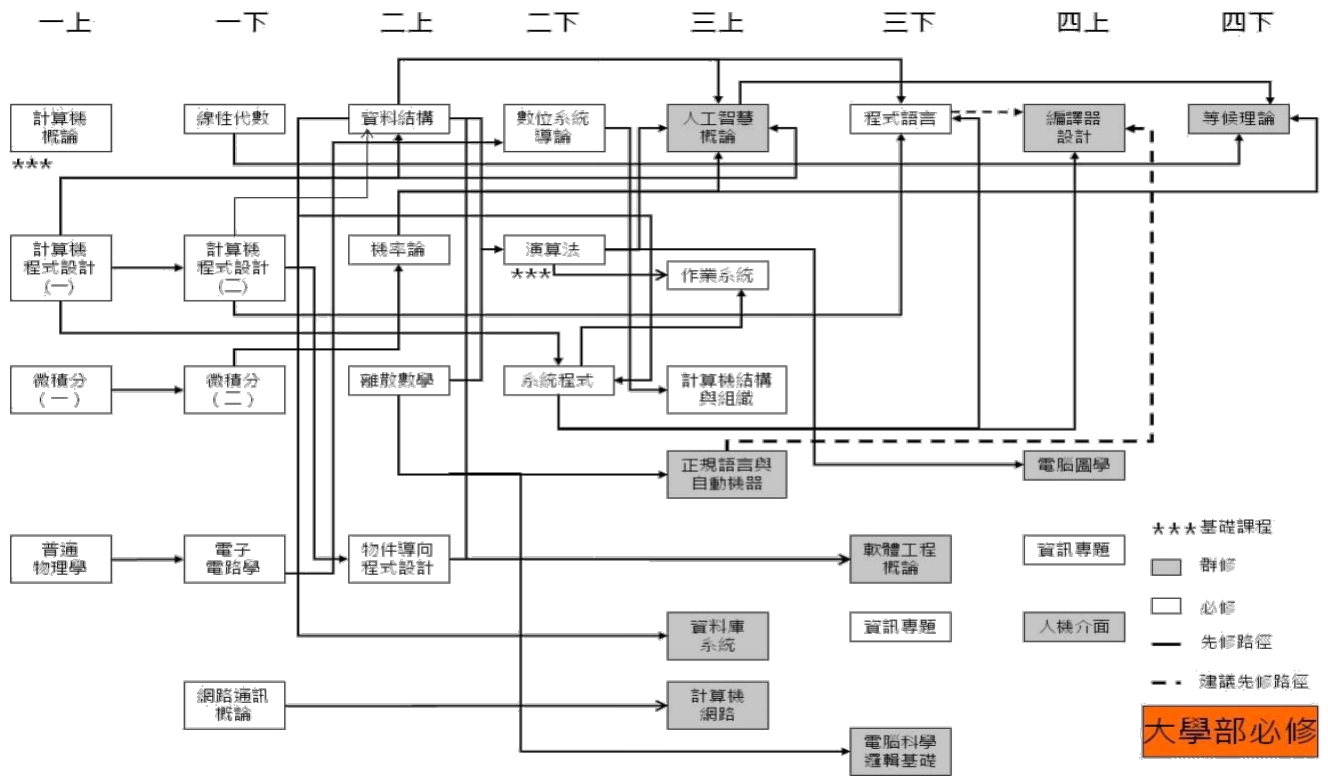 一上
一下
二上
二下
三上
三下
四上
四下
計算機
概論
***
線性代數
資料結構
數位系統
導論
人工智慧
概論
程式語言
編譯器
設計
等候理論
計算機
程式設計
(一)
計算機
程式設計
(二)
機率論
演算法
***
作業系統
微積分
(一)
微積分
(二)
離散數學
系統程式
計算機結構
與組織
正規語言與
自動機器
電腦圖學
普通
物理學
電子
電路學
物件導向
程式設計
軟體工程
概論
資訊專題
資料庫
系統
資訊專題
人機介面
網路通訊
概論
計算機
網路
電腦科學
邏輯基礎
***基礎課程
群修
必修
先修路徑
建議先修路徑
大學部必修